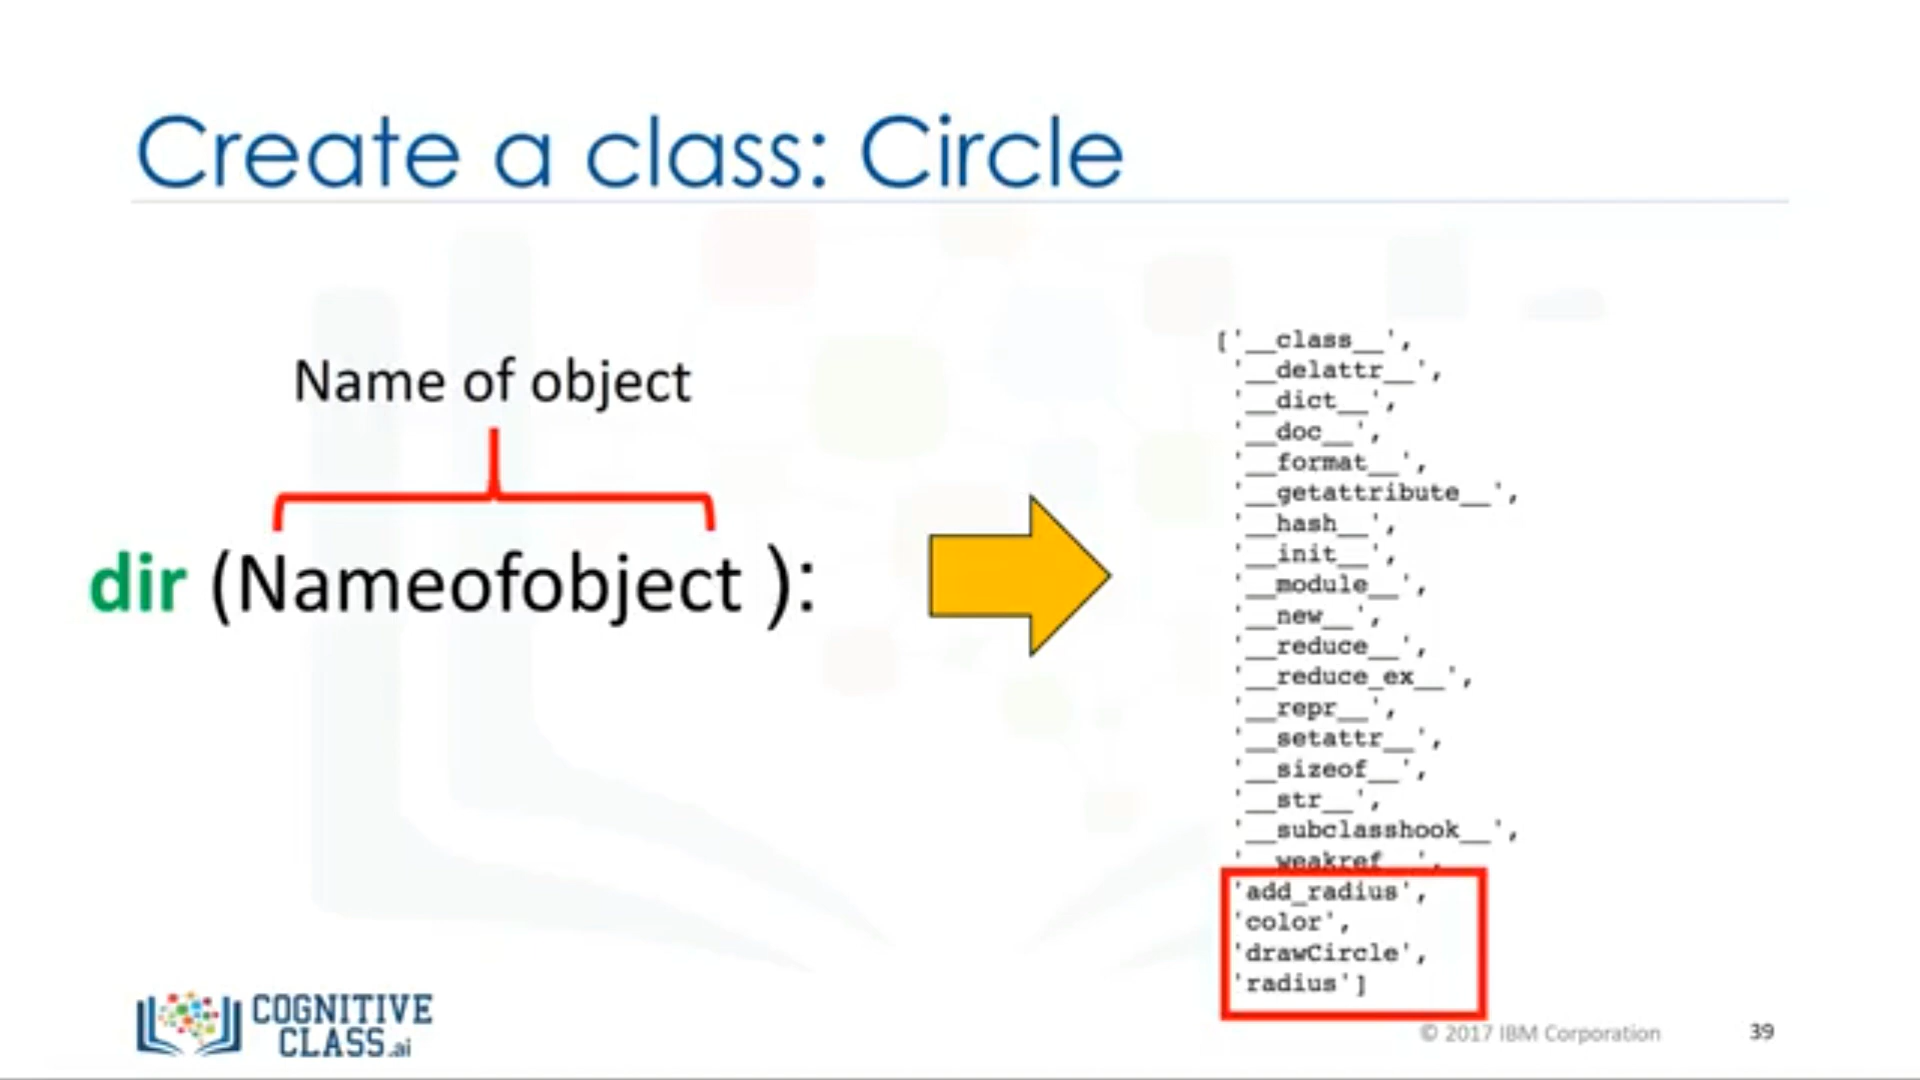 Create a class: Circle
Name of object
dir (Nameofobject ):
['__class__',
'__delattr__',
'__dict__',
'__doc__',
'__format__',
'__getattribute__',
'__hash__',
'__init__',
'__module__',
'__new__',
'__reduce__',
'__reduce_ex__',
'__repr__',
'__setattr__',
'__sizeof__',
'__str__',
'__subclasshook__',
'__weakref__',
'add_radius',
'color',
'drawCircle',
'radius']
COGNITIVE
CLASS.ai
© 2017 IBM Corporation
39